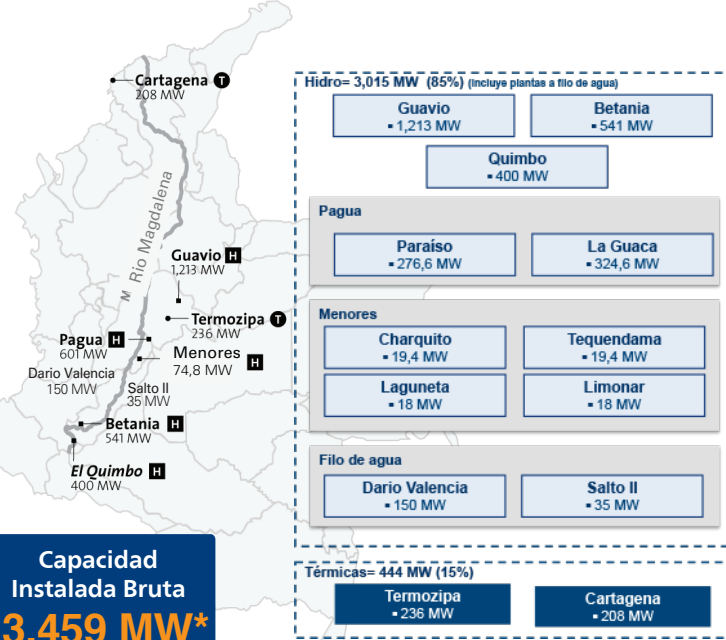 Cartagena T
208 MW
Rio Magdalena
Guavio H
1,213 MW
Termozipa T
236 MW
Pagua H
601 MW
Menores H
74,8 MW
Dario Valencia
150 MW
Salto II
35 MW
Betania H
541 MW
El Quimbo H
400 MW
Capacidad
Instalada Bruta
3.459 MW*
Hidro= 3,015 MW (85%) (Incluye plantas a filo de agua)
Guavio
▪ 1,213 MW
Betania
▪ 541 MW
Quimbo
▪ 400 MW
Pagua
Paraíso
▪ 276,6 MW
La Guaca
▪ 324,6 MW
Menores
Charquito
▪ 19,4 MW
Tequendama
▪ 19,4 MW
Laguneta
▪ 18 MW
Limonar
▪ 18 MW
Filo de agua
Dario Valencia
▪ 150 MW
Salto II
▪ 35 MW
Térmicas= 444 MW (15%)
Termozipa
▪ 236 MW
Cartagena
▪ 208 MW